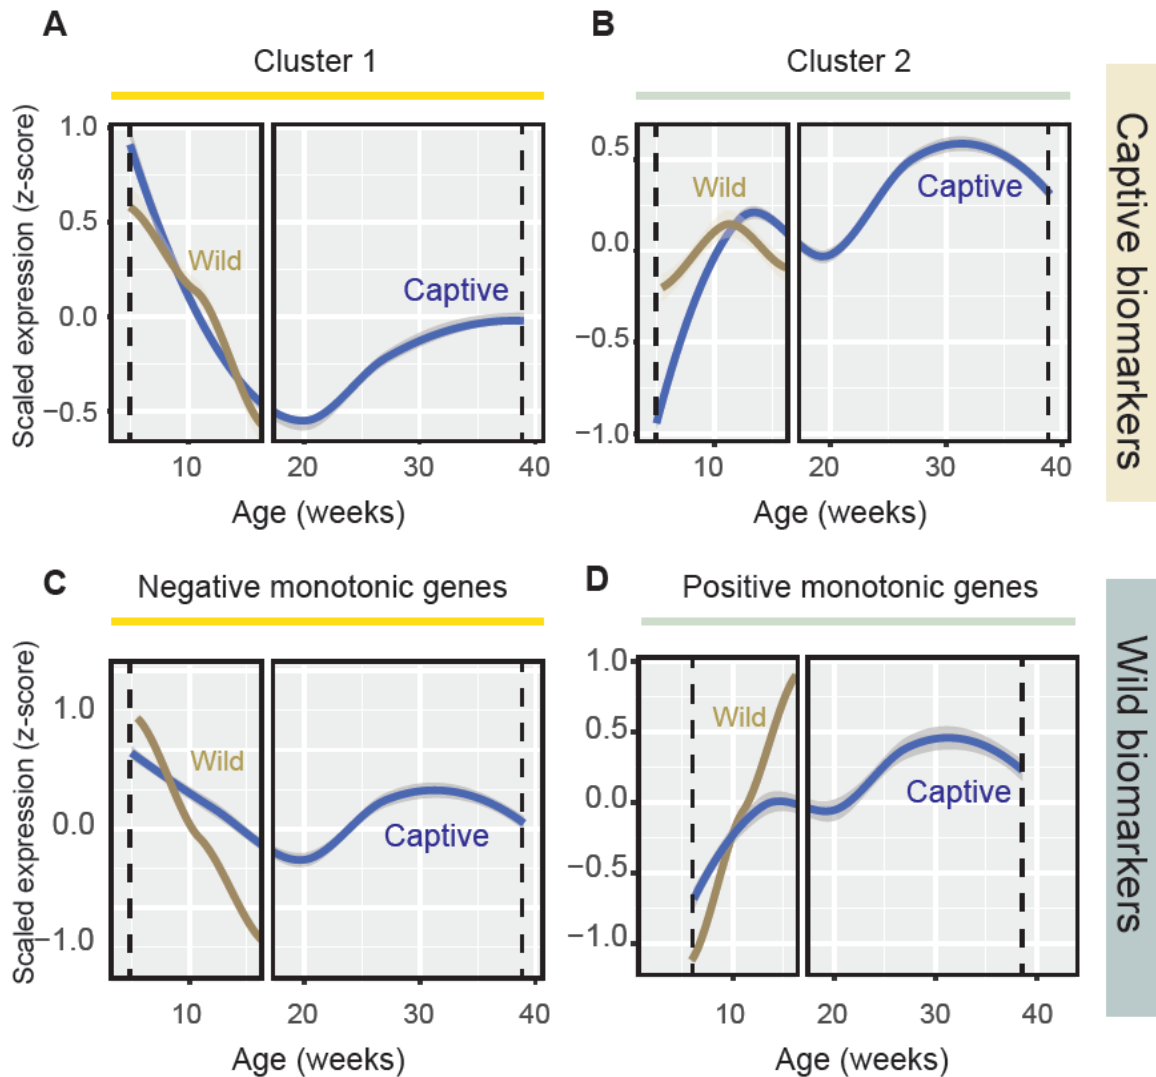 A
Cluster 1
Scaled expression (z-score)
1.0
0.5
0.0
−0.5
Wild
Captive
10
20
30
40
Age (weeks)
B
Cluster 2
0.5
0.0
−0.5
−1.0
Wild
Captive
10
20
30
40
Age (weeks)
Captive biomarkers
C
Negative monotonic genes
Scaled expression (z-score)
1.0
0.0
−1.0
Wild
Captive
10
20
30
40
Age (weeks)
D
Positive monotonic genes
1.0
0.5
0.0
−0.5
−1.0
Wild
Captive
10
20
30
40
Age (weeks)
Wild biomarkers